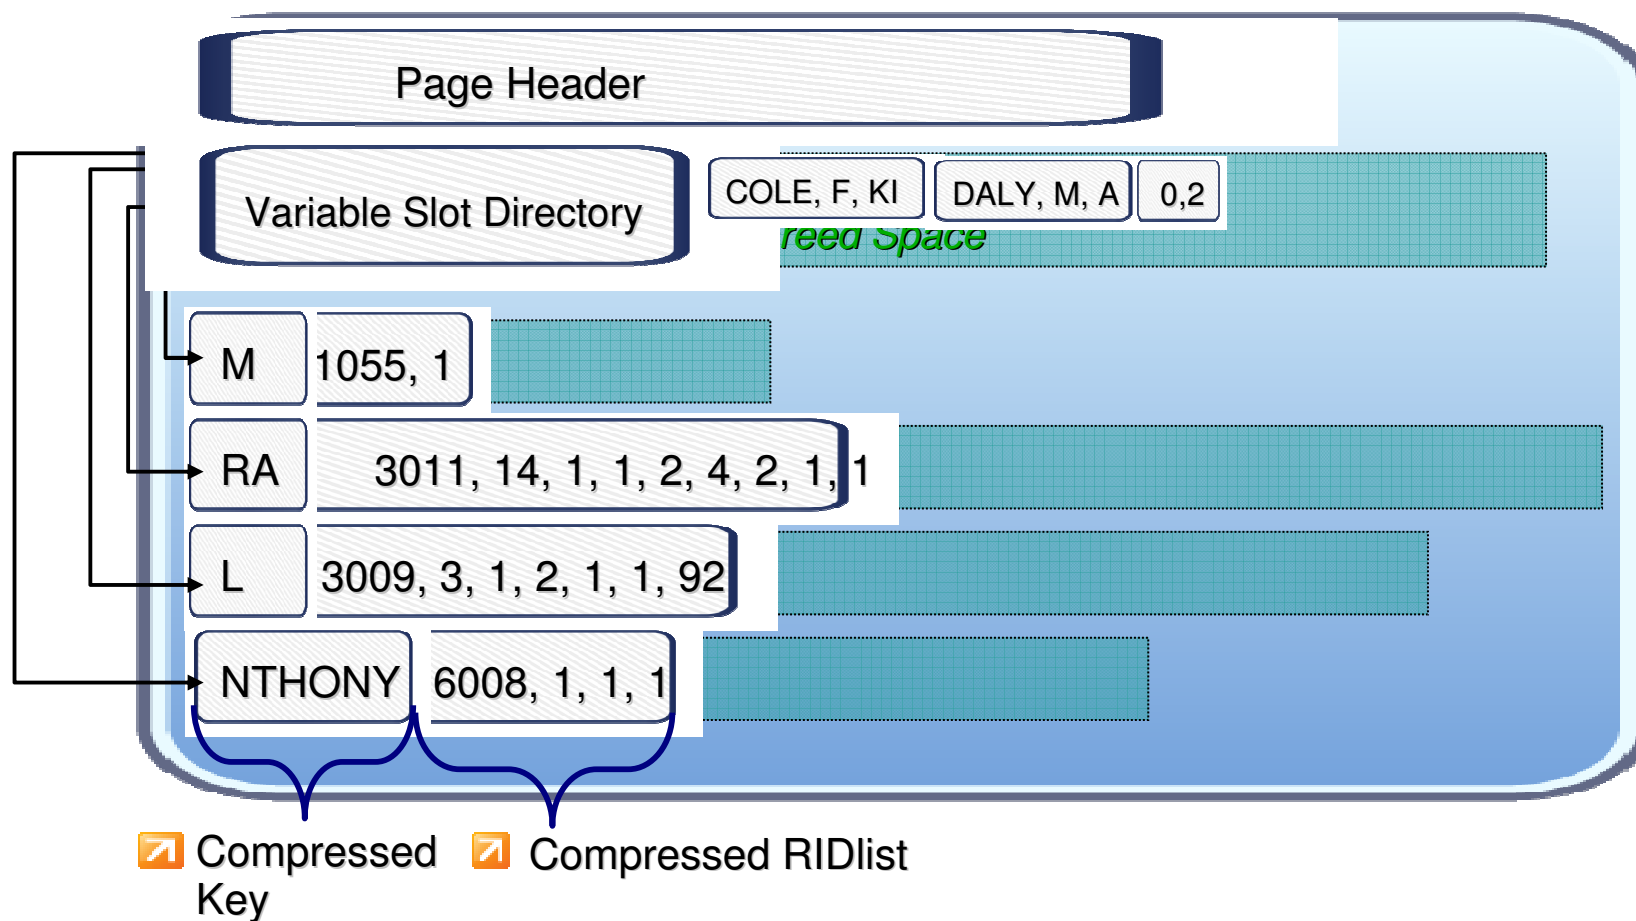 Page Header
Variable Slot Directory
COLE, F, KI
DALY, M, A
0,2
reed Space
M
1055, 1
RA
3011, 14, 1, 1, 2, 4, 2, 1, 1
L
3009, 3, 1, 2, 1, 1, 92
NTHONY
6008, 1, 1, 1
Compressed
Key
Compressed RIDlist